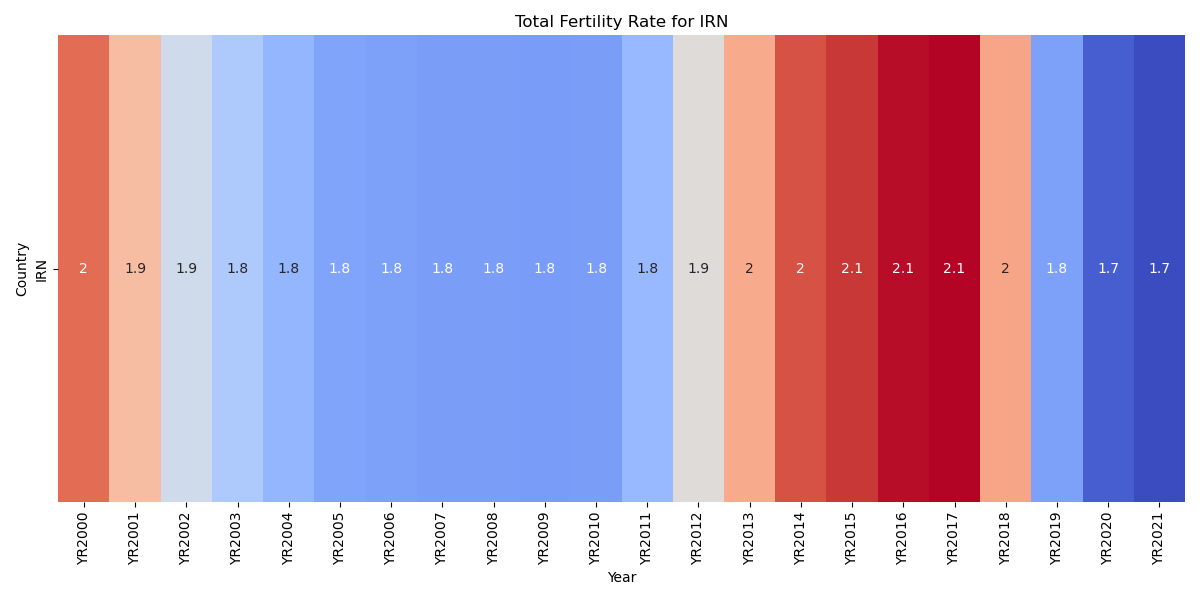 Total Fertility Rate for IRN
Country
IRN
2 1.9 1.9 1.8 1.8 1.8 1.8 1.8 1.8 1.8 1.8 1.8 1.9 2 2 2.1 2.1 2.1 2 1.8 1.7 1.7
YR2000 YR2001 YR2002 YR2003 YR2004 YR2005 YR2006 YR2007 YR2008 YR2009 YR2010 YR2011 YR2012 YR2013 YR2014 YR2015 YR2016 YR2017 YR2018 YR2019 YR2020 YR2021
Year